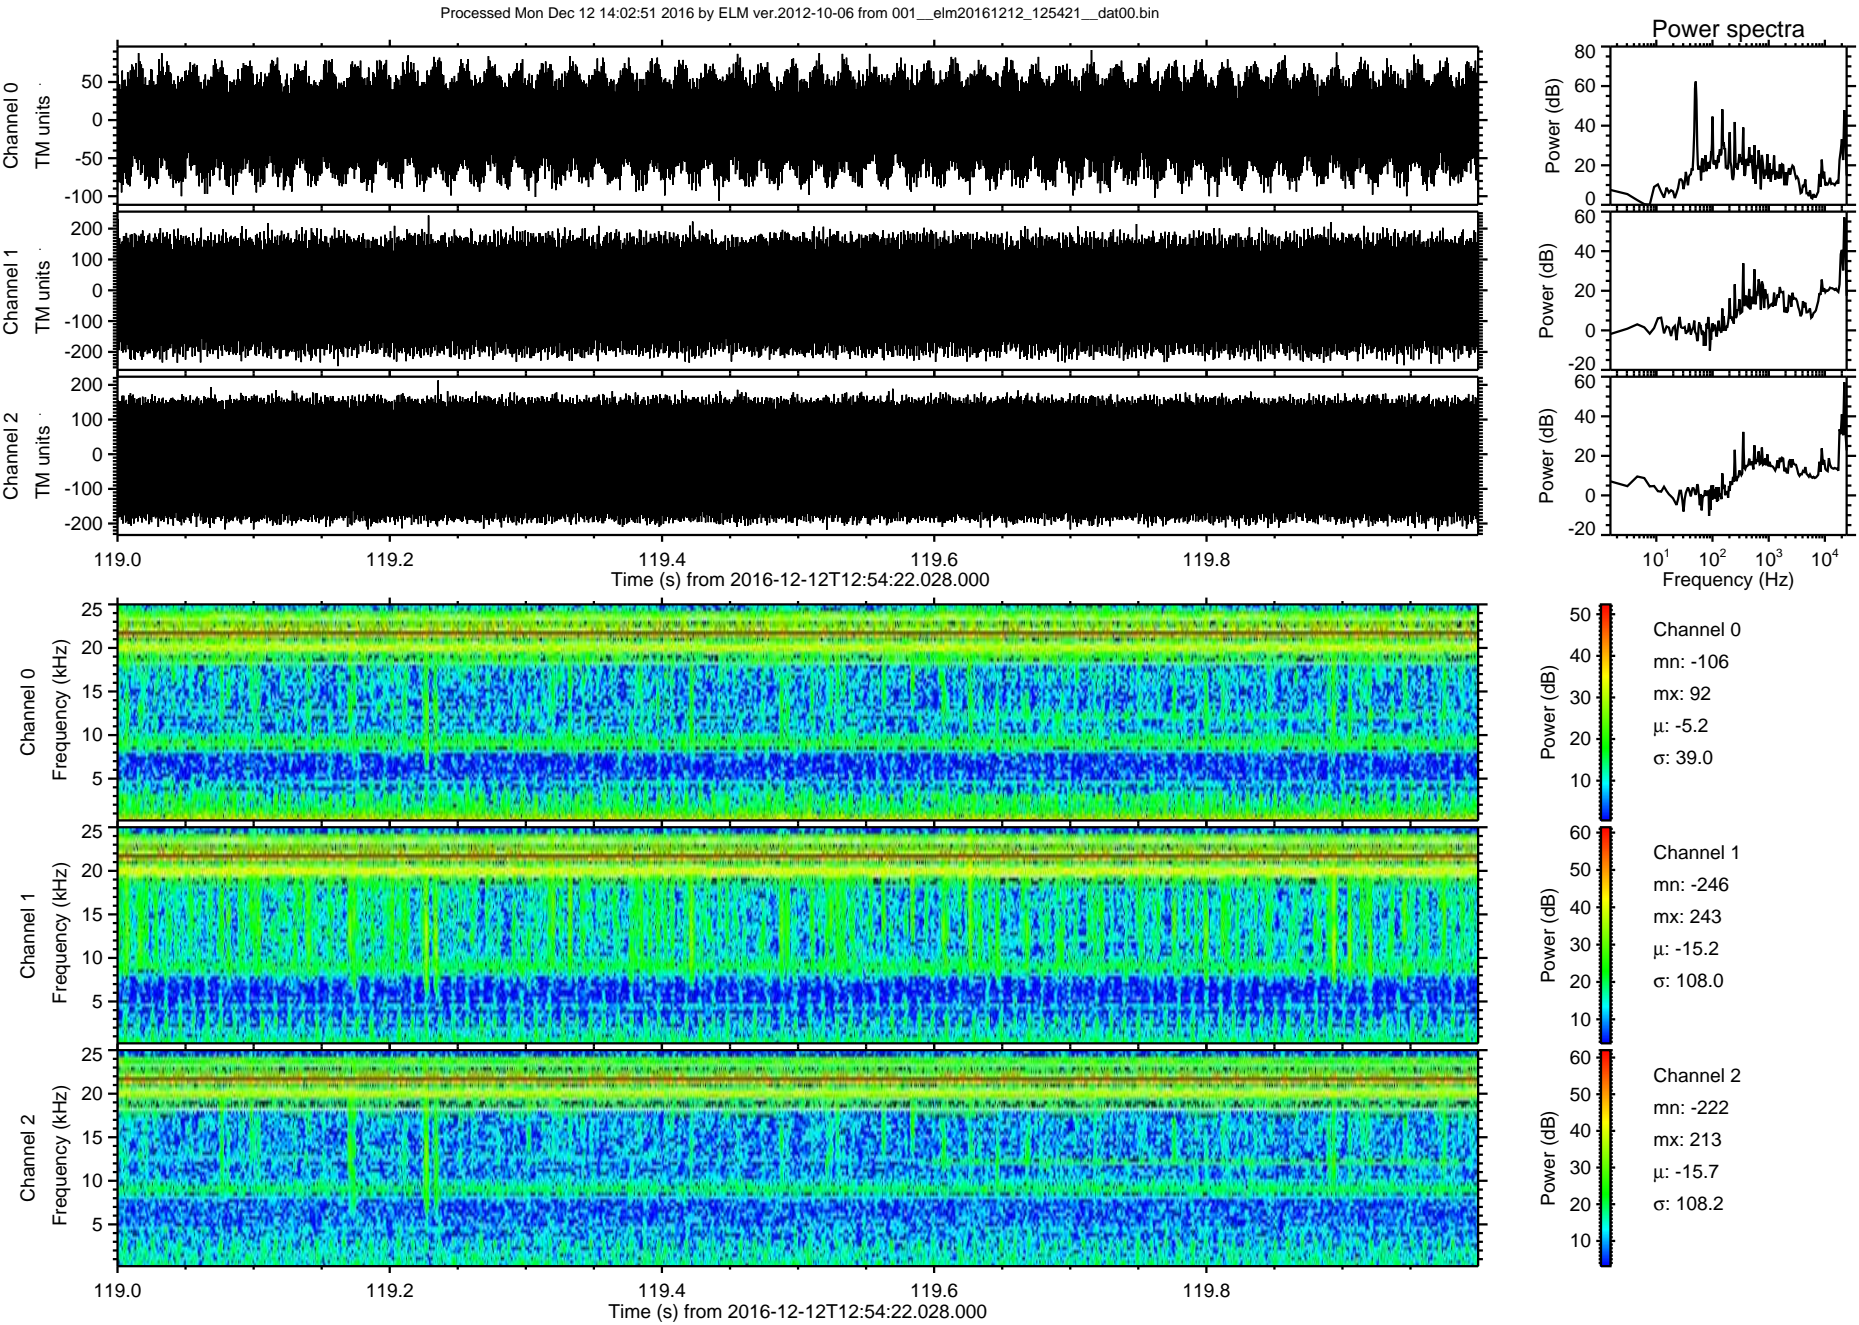 Processed Mon Dec 12 14:02:51 2016 by ELM ver.2012-10-06 from 001__elm20161212_125421__dat00.bin
Power spectra
Channel 0
TM units
50
0
-50
-100
Power (dB)
80
60
40
20
0
Channel 1
TM units
200
100
0
-100
-200
Power (dB)
60
40
20
0
-20
Channel 2
TM units
200
100
0
-100
-200
Power (dB)
60
40
20
0
-20
119.0 119.2 119.4 119.6 119.8
Time (s) from 2016-12-12T12:54:22.028.000
10¹ 10² 10³ 10⁴
Frequency (Hz)
Channel 0
Frequency (kHz)
25
20
15
10
5
Power (dB)
50
40
30
20
10
Channel 0
mn: -106
mx: 92
μ: -5.2
σ: 39.0
Channel 1
Frequency (kHz)
25
20
15
10
5
Power (dB)
60
50
40
30
20
10
Channel 1
mn: -246
mx: 243
μ: -15.2
σ: 108.0
Channel 2
Frequency (kHz)
25
20
15
10
5
Power (dB)
60
50
40
30
20
10
Channel 2
mn: -222
mx: 213
μ: -15.7
σ: 108.2
119.0 119.2 119.4 119.6 119.8
Time (s) from 2016-12-12T12:54:22.028.000